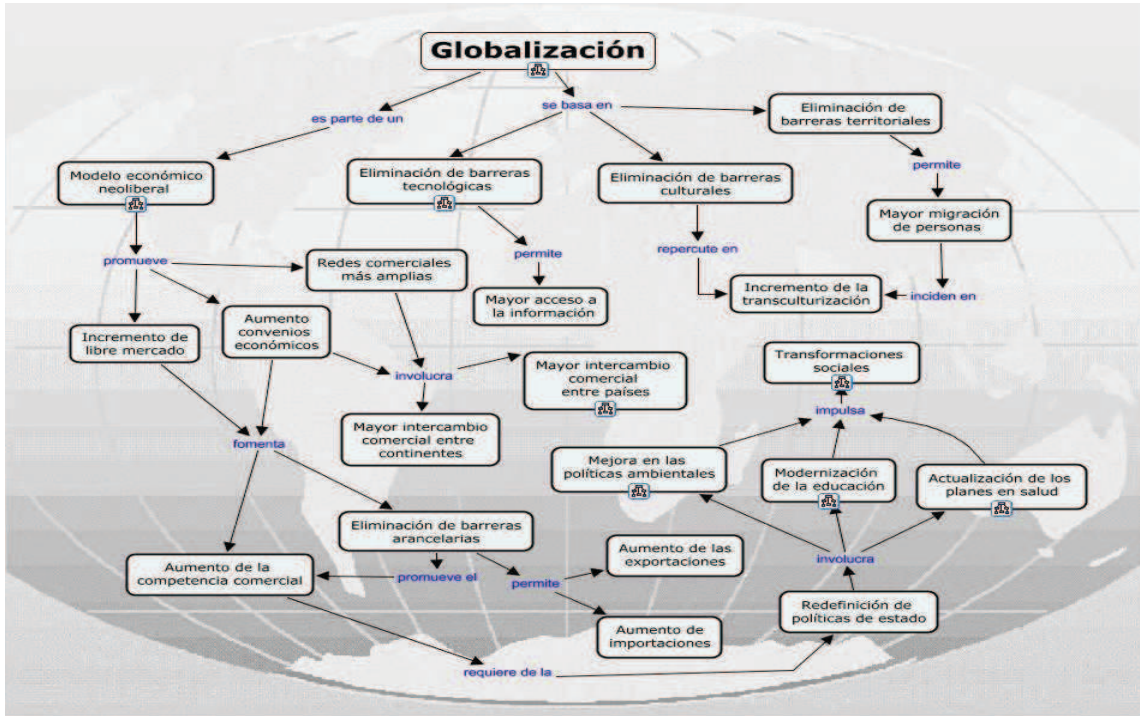 Globalización
es parte de un
se basa en
Eliminación de
barreras territoriales
Modelo económico
neoliberal
Eliminación de barreras
tecnológicas
Eliminación de barreras
culturales
permite
Mayor migración
de personas
promueve
Redes comerciales
más amplias
permite
repercute en
Mayor acceso a
la información
Incremento de la
transculturización
inciden en
Incremento de
libre mercado
Aumento
convenios
económicos
involucra
Mayor intercambio
comercial
entre países
Transformaciones
sociales
impulsa
fomenta
Mayor intercambio
comercial entre
continentes
Mejora en las
políticas ambientales
Modernización
de la educación
Actualización de los
planes en salud
Eliminación de barreras
arancelarias
Aumento de la
competencia comercial
promueve el
permite
Aumento de las
exportaciones
involucra
Aumento de
importaciones
Redefinición de
políticas de estado
requiere de la